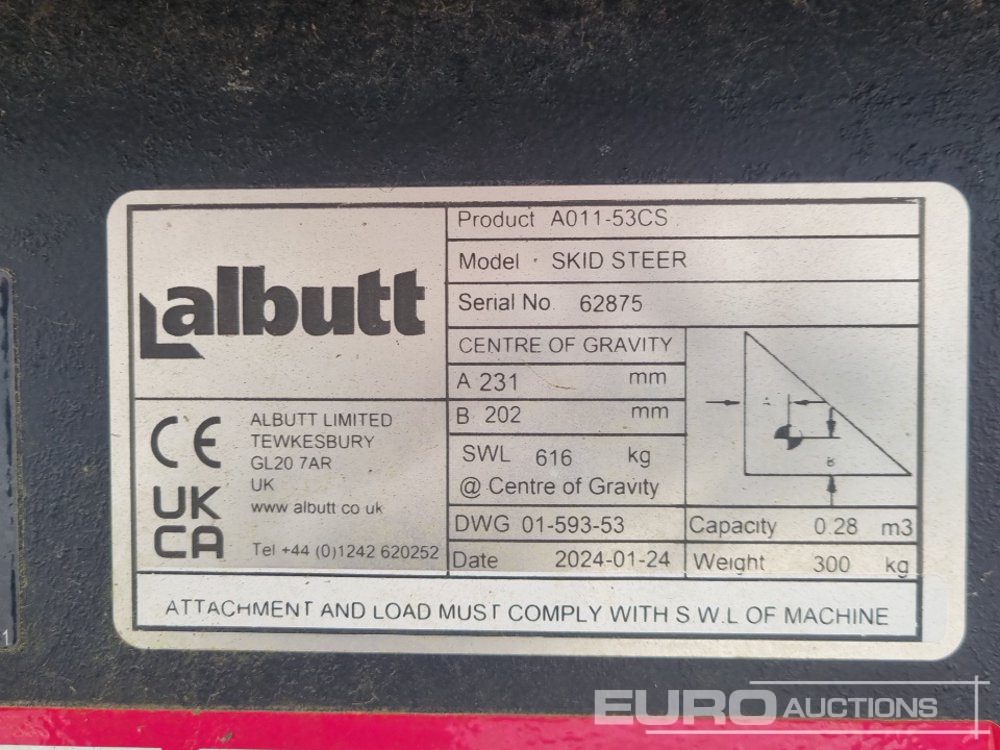 albutt
Product A011-53CS
Model SKID STEER
Serial No 62875
CENTRE OF GRAVITY
A 231 mm
B 202 mm
SWL 616 kg
@ Centre of Gravity
A
B
CE
UK
CA
ALBUTT LIMITED
TEWKESBURY
GL20 7AR
UK
www albutt co uk
Tel +44 (0)1242 620252
DWG 01-593-53
Capacity 0.28 m3
Date 2024-01-24
Weight 300 kg
ATTACHMENT AND LOAD MUST COMPLY WITH S.W.L OF MACHINE
1
EURO AUCTIONS